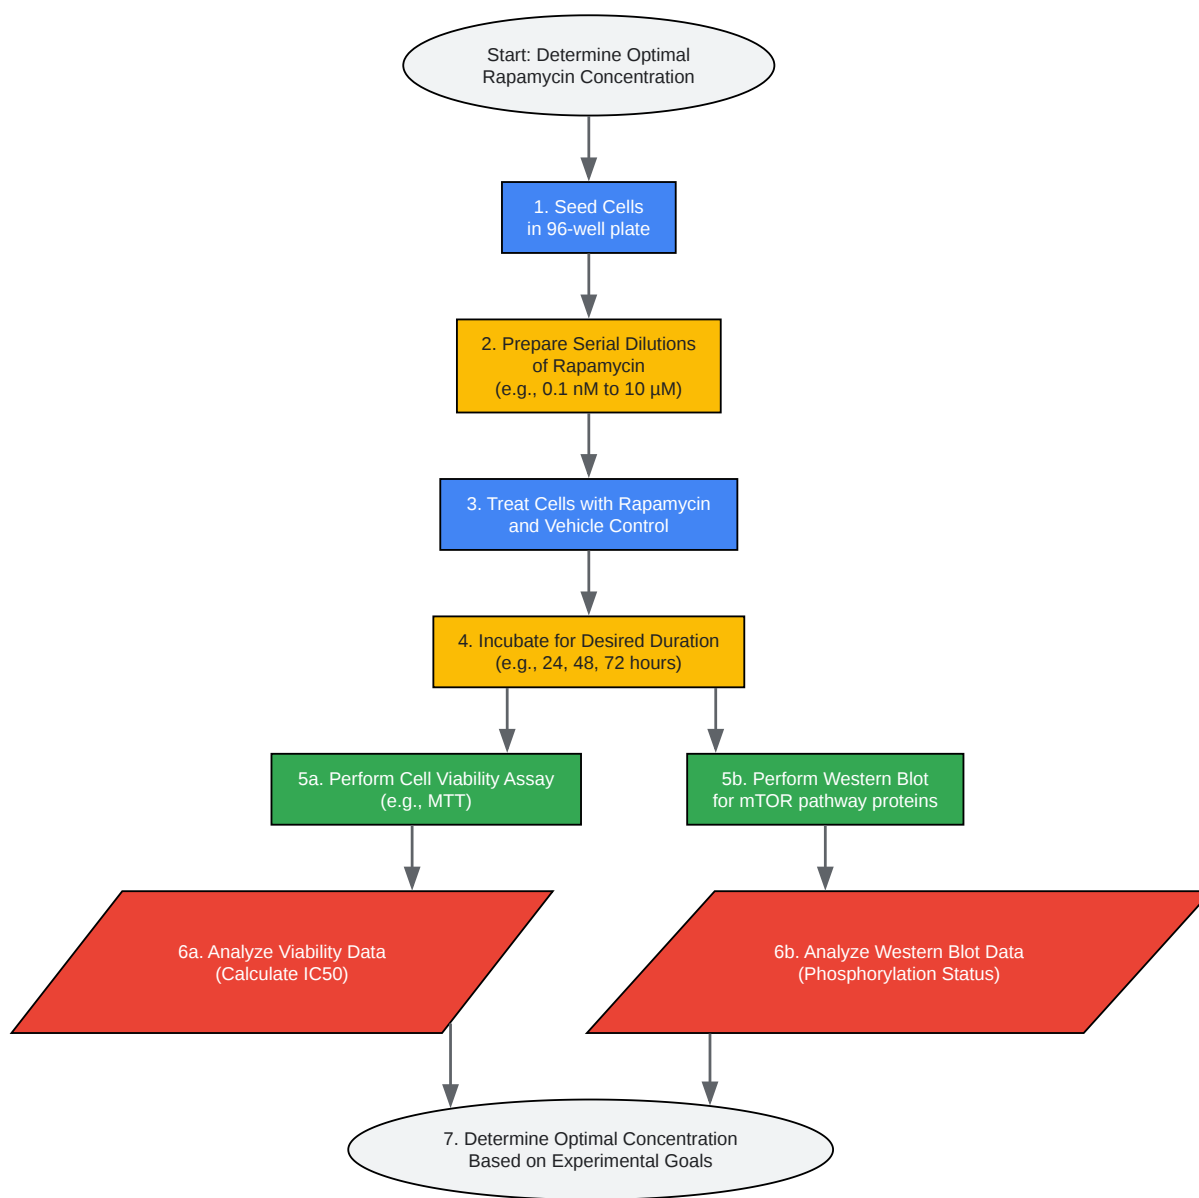 Start: Determine Optimal
Rapamycin Concentration
1. Seed Cells
in 96-well plate
2. Prepare Serial Dilutions
of Rapamycin
(e.g., 0.1 nM to 10 µM)
3. Treat Cells with Rapamycin
and Vehicle Control
4. Incubate for Desired Duration
(e.g., 24, 48, 72 hours)
5a. Perform Cell Viability Assay
(e.g., MTT)
5b. Perform Western Blot
for mTOR pathway proteins
6a. Analyze Viability Data
(Calculate IC50)
6b. Analyze Western Blot Data
(Phosphorylation Status)
7. Determine Optimal Concentration
Based on Experimental Goals